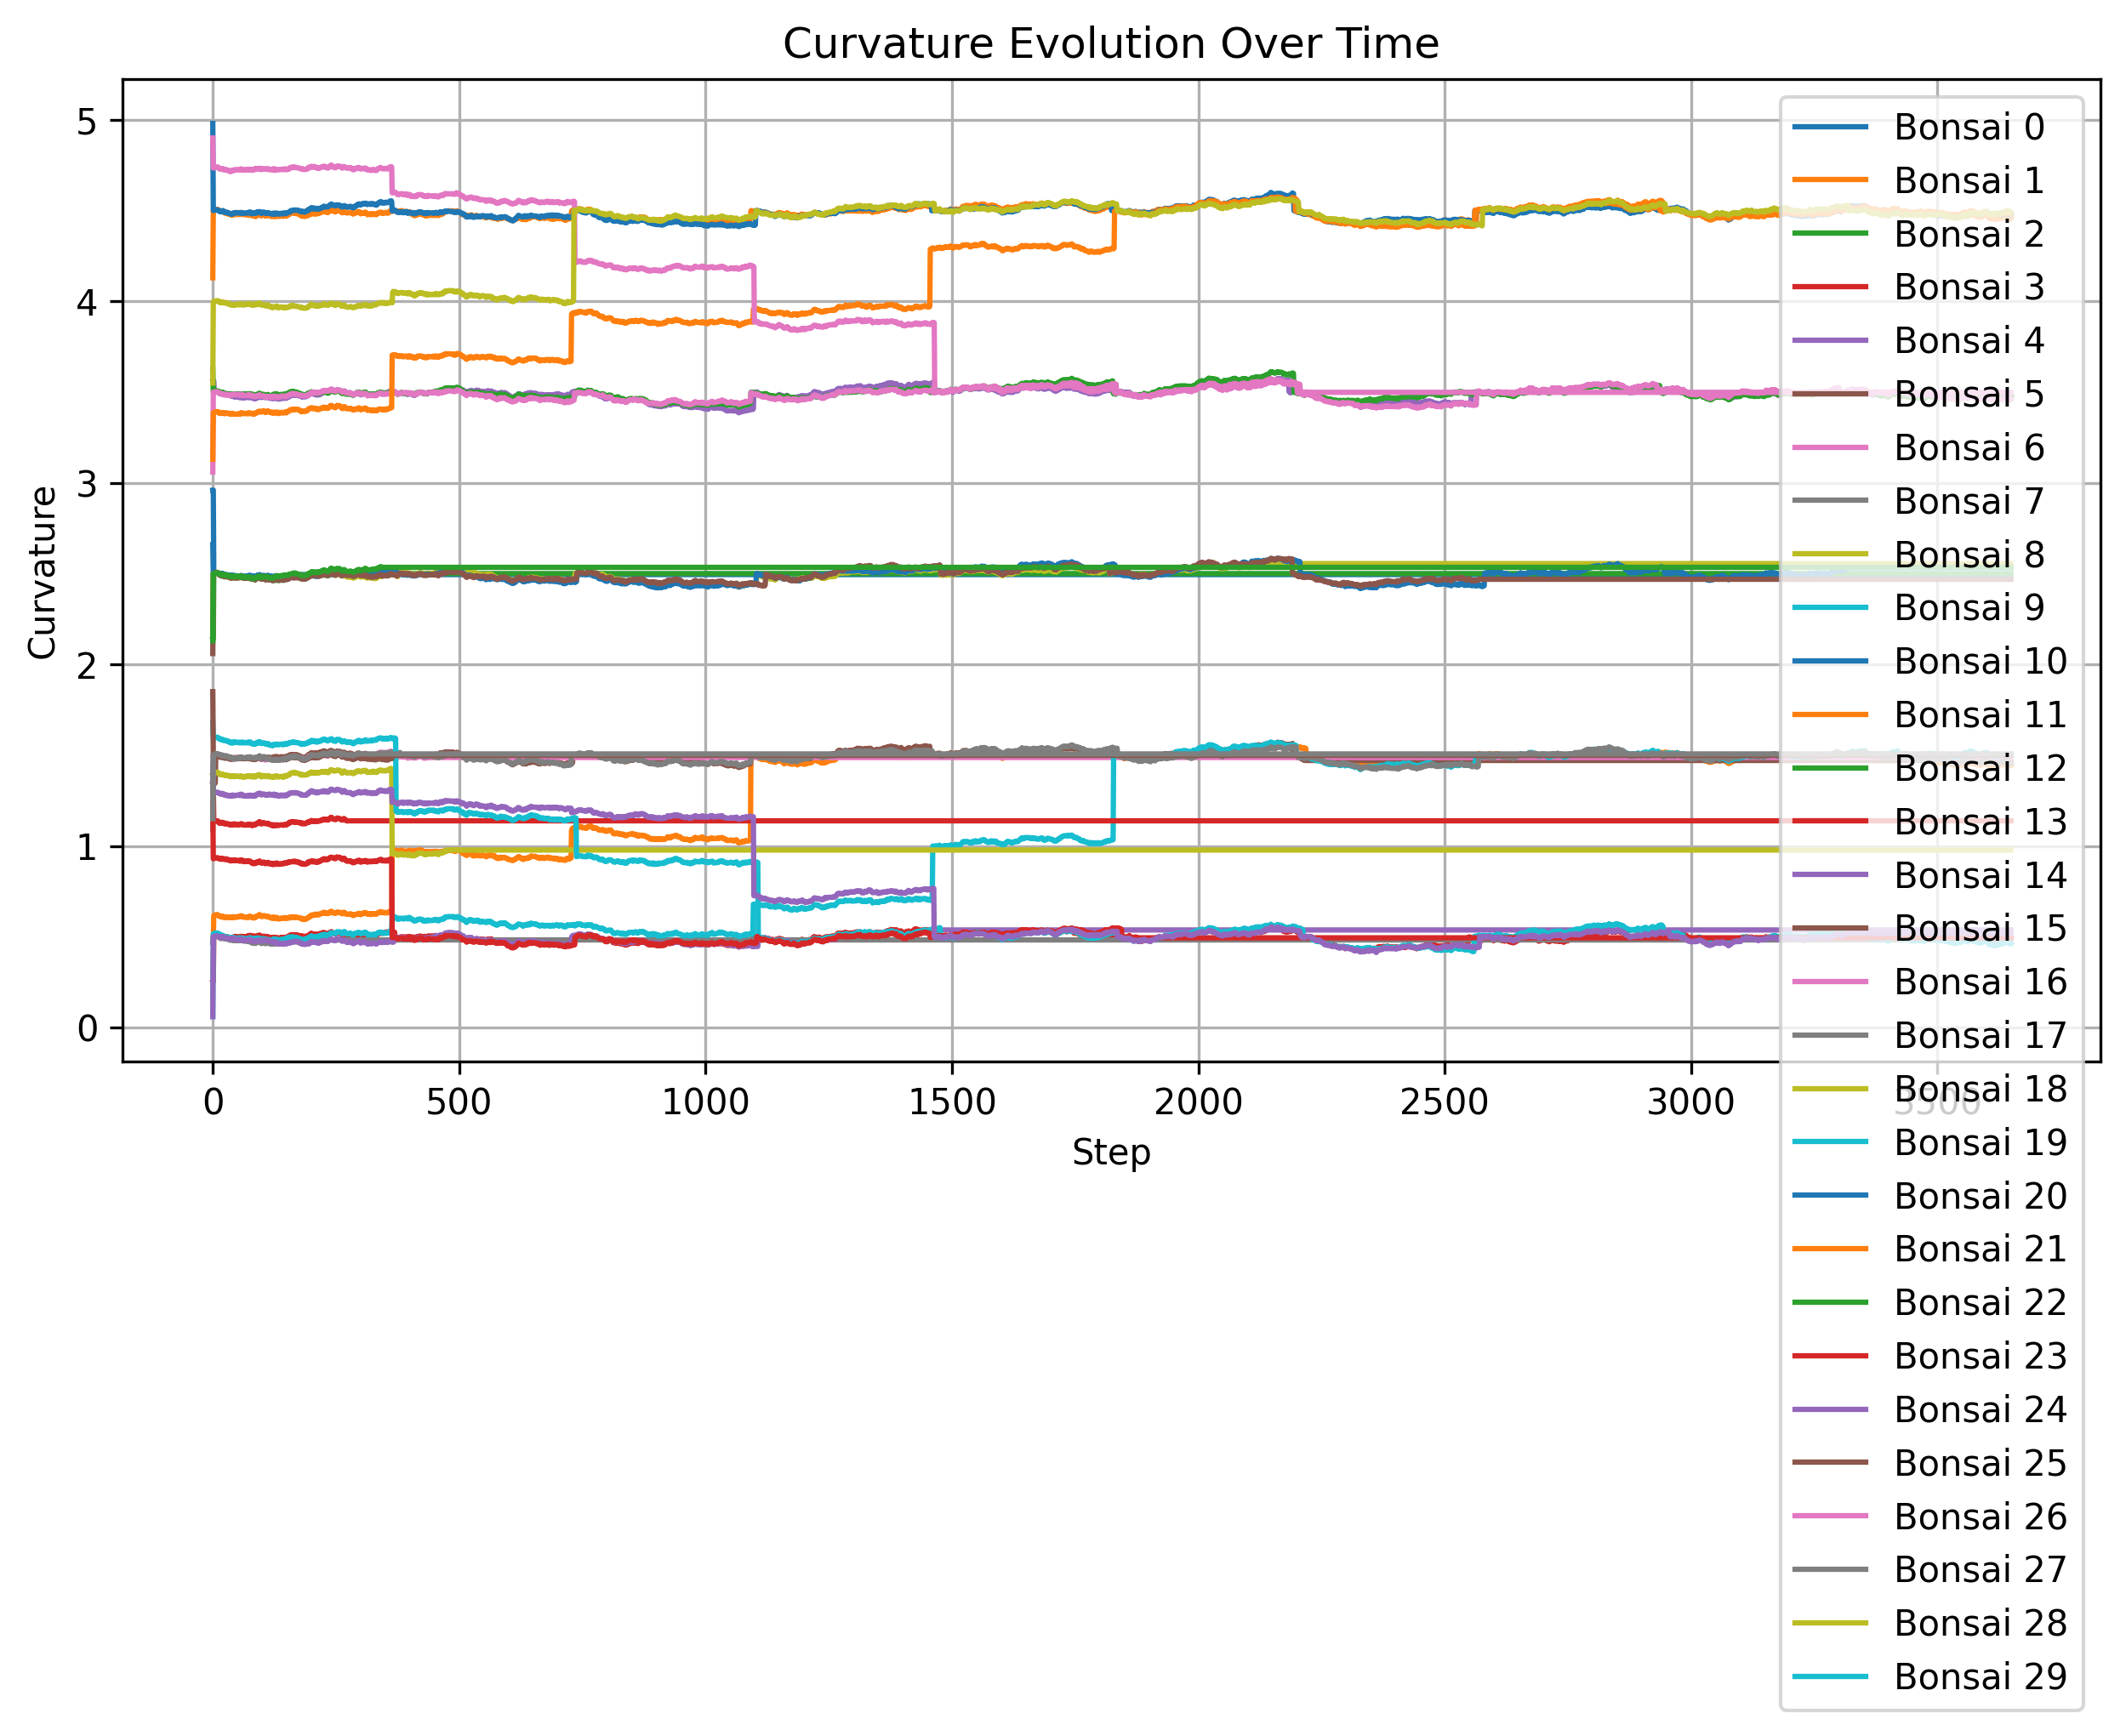 Curvature Evolution Over Time
Curvature
5
4
3
2
1
0
0
500
1000
1500
2000
2500
3000
3500
Step
Bonsai 0
Bonsai 1
Bonsai 2
Bonsai 3
Bonsai 4
Bonsai 5
Bonsai 6
Bonsai 7
Bonsai 8
Bonsai 9
Bonsai 10
Bonsai 11
Bonsai 12
Bonsai 13
Bonsai 14
Bonsai 15
Bonsai 16
Bonsai 17
Bonsai 18
Bonsai 19
Bonsai 20
Bonsai 21
Bonsai 22
Bonsai 23
Bonsai 24
Bonsai 25
Bonsai 26
Bonsai 27
Bonsai 28
Bonsai 29